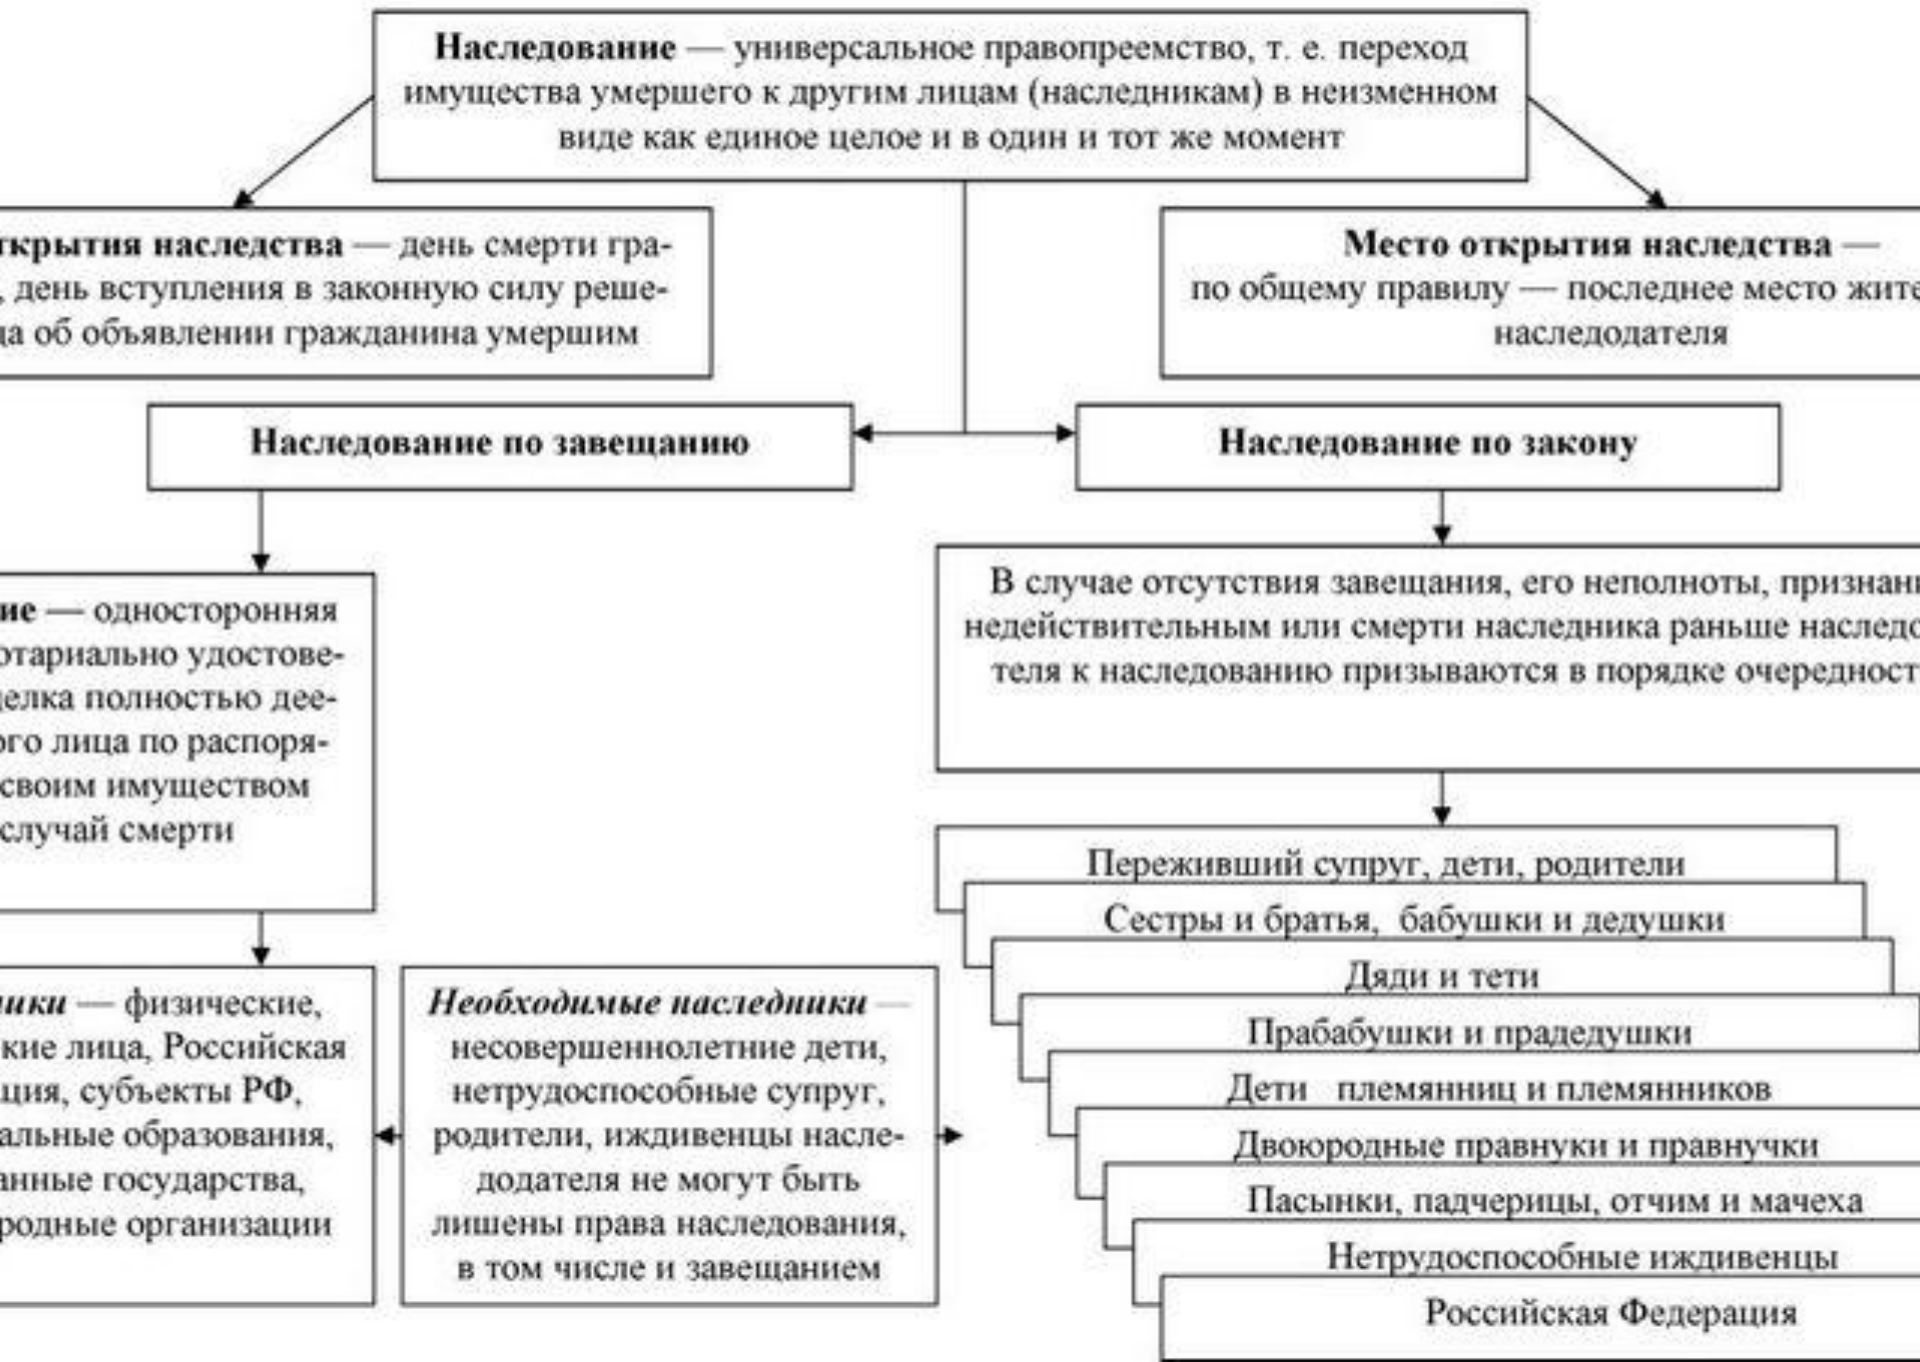 Наследование — универсальное правопреемство, т. е. переход
имущества умершего к другим лицам (наследникам) в неизменном
виде как единое целое и в один и тот же момент
ткрытия наследства — день смерти гра-
, день вступления в законную силу реше-
да об объявлении гражданина умершим
Место открытия наследства —
по общему правилу — последнее место жите
наследодателя
Наследование по завещанию
Наследование по закону
ие — односторонняя
отариально удостове-
делка полностью дее-
ого лица по распоря-
своим имуществом
случай смерти
В случае отсутствия завещания, его неполноты, признани
недействительным или смерти наследника раньше наследо
теля к наследованию призываются в порядке очередност
Переживший супруг, дети, родители
Сестры и братья, бабушки и дедушки
Дяди и тети
Прабабушки и прадедушки
Дети племянниц и племянников
Двоюродные правнуки и правнучки
Пасынки, падчерицы, отчим и мачеха
Нетрудоспособные иждивенцы
Российская Федерация
ики — физические,
кие лица, Российская
ция, субъекты РФ,
альные образования,
анные государства,
родные организации
Необходимые наследники —
несовершеннолетние дети,
нетрудоспособные супруг,
родители, иждивенцы насле-
додателя не могут быть
лишены права наследования,
в том числе и завещанием